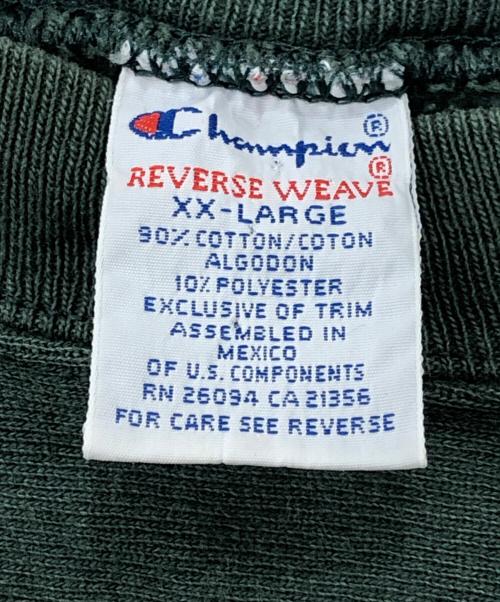 Champion®
REVERSE WEAVE®
XX-LARGE
90% COTTON/COTON
ALGODON
10% POLYESTER
EXCLUSIVE OF TRIM
ASSEMBLED IN
MEXICO
OF U.S. COMPONENTS
RN 26094 CA 21356
FOR CARE SEE REVERSE